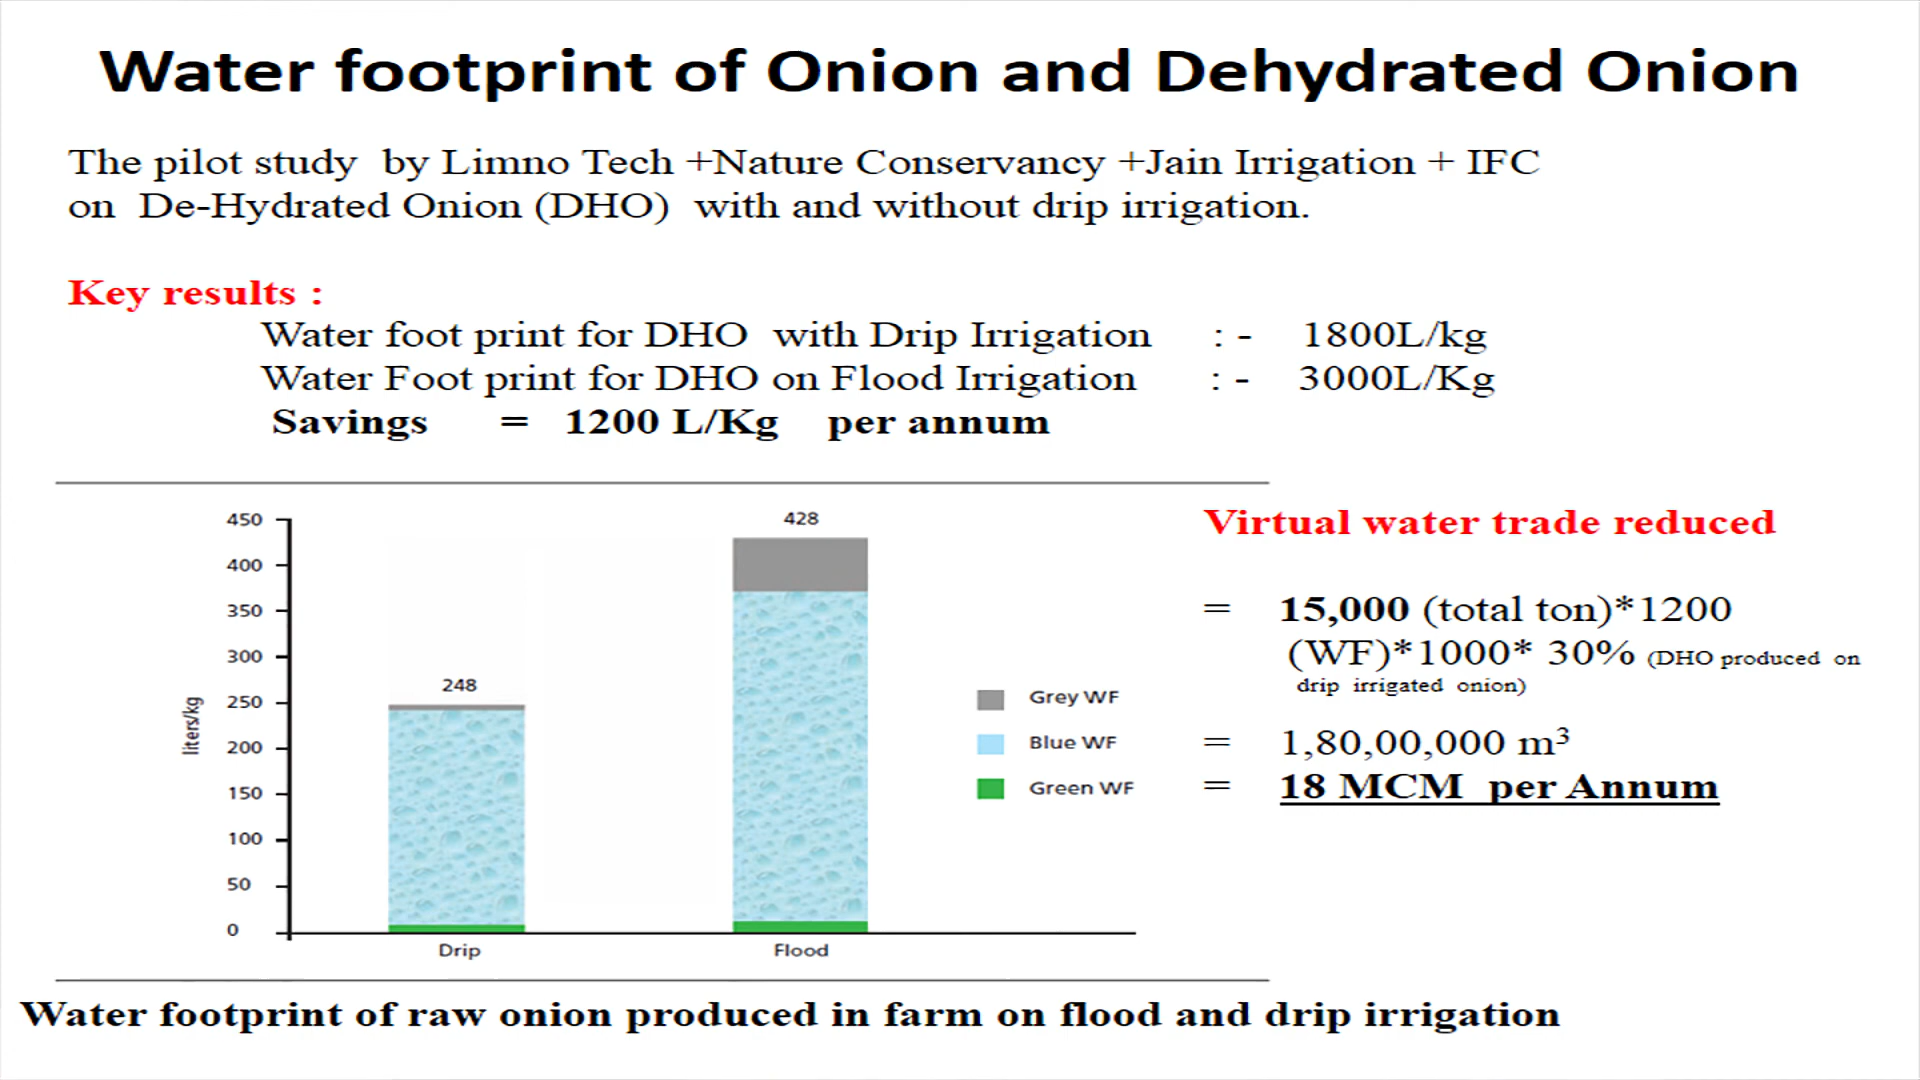 Water footprint of Onion and Dehydrated Onion
The pilot study by Limno Tech +Nature Conservancy +Jain Irrigation + IFC
on De-Hydrated Onion (DHO) with and without drip irrigation.
Key results :
Water foot print for DHO with Drip Irrigation : - 1800L/kg
Water Foot print for DHO on Flood Irrigation : - 3000L/Kg
Savings = 1200 L/Kg per annum
450
400
350
300
250
200
150
100
50
0
liters/kg
248
428
Drip
Flood
Grey WF
Blue WF
Green WF
Virtual water trade reduced
= 15,000 (total ton)*1200
(WF)*1000* 30% (DHO produced on
drip irrigated onion)
= 1,80,00,000 m³
= 18 MCM per Annum
Water footprint of raw onion produced in farm on flood and drip irrigation